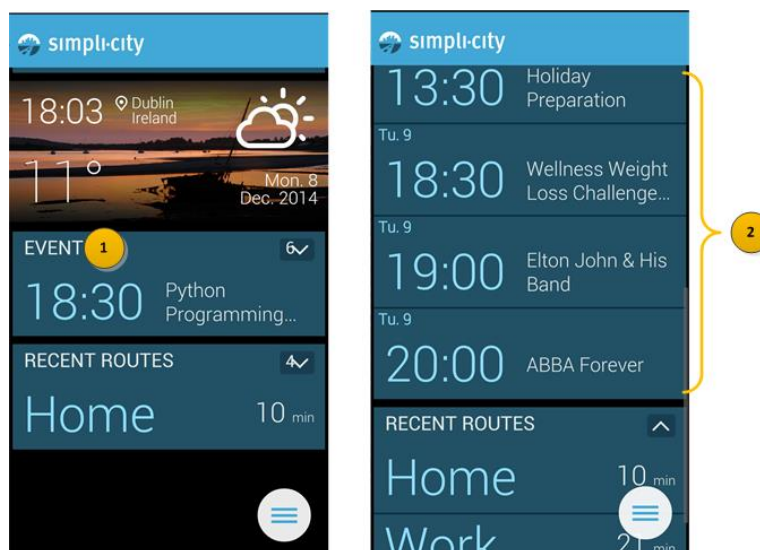 simpli·city
18:03 Dublin
Ireland
11°
Mon. 8
Dec. 2014
EVENT 1 6
18:30 Python
Programming...
RECENT ROUTES 4
Home 10 min
simpli·city
13:30 Holiday
Preparation
Tu. 9
18:30 Wellness Weight
Loss Challenge...
Tu. 9
19:00 Elton John & His
Band
Tu. 9
20:00 ABBA Forever
2
RECENT ROUTES
Home 10 min
Work 21 min